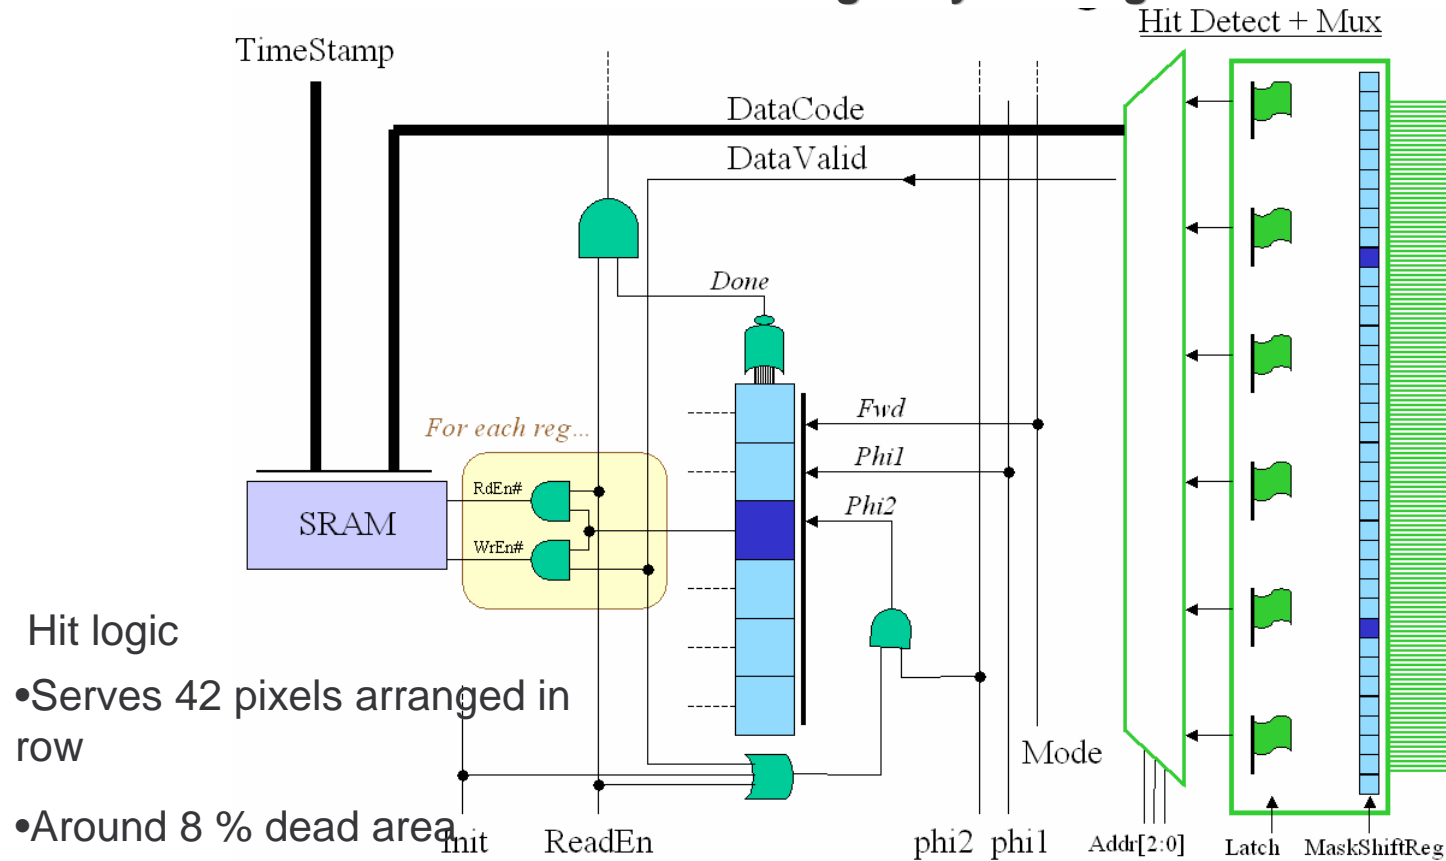 Hit Detect + Mux
TimeStamp
DataCode
DataValid
Done
Fwd
For each reg...
Phi1
RdEn#
Phi2
SRAM
WrEn#
Hit logic
•Serves 42 pixels arranged in
row
Mode
•Around 8 % dead area
Init
ReadEn
phi2
phi1
Addr[2:0]
Latch
MaskShiftReg